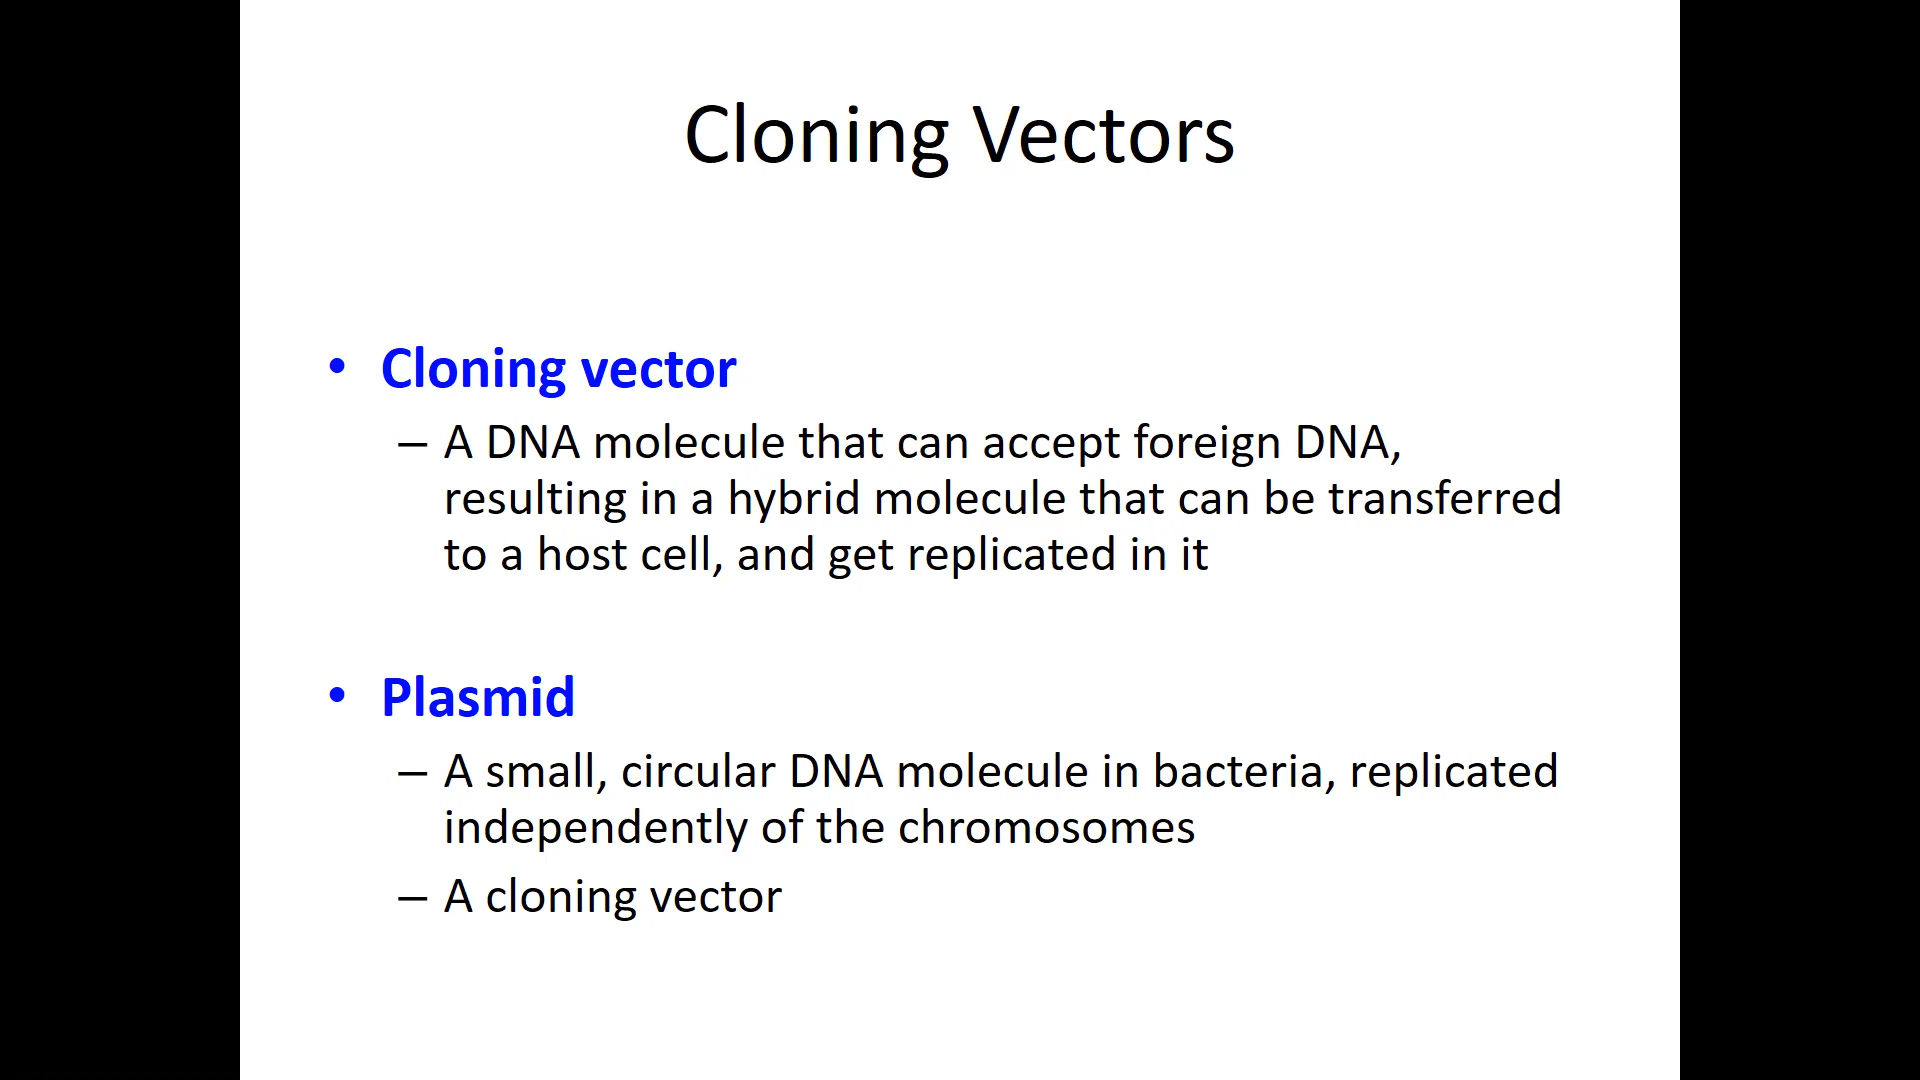 Cloning Vectors
• Cloning vector
– A DNA molecule that can accept foreign DNA,
resulting in a hybrid molecule that can be transferred
to a host cell, and get replicated in it
• Plasmid
– A small, circular DNA molecule in bacteria, replicated
independently of the chromosomes
– A cloning vector